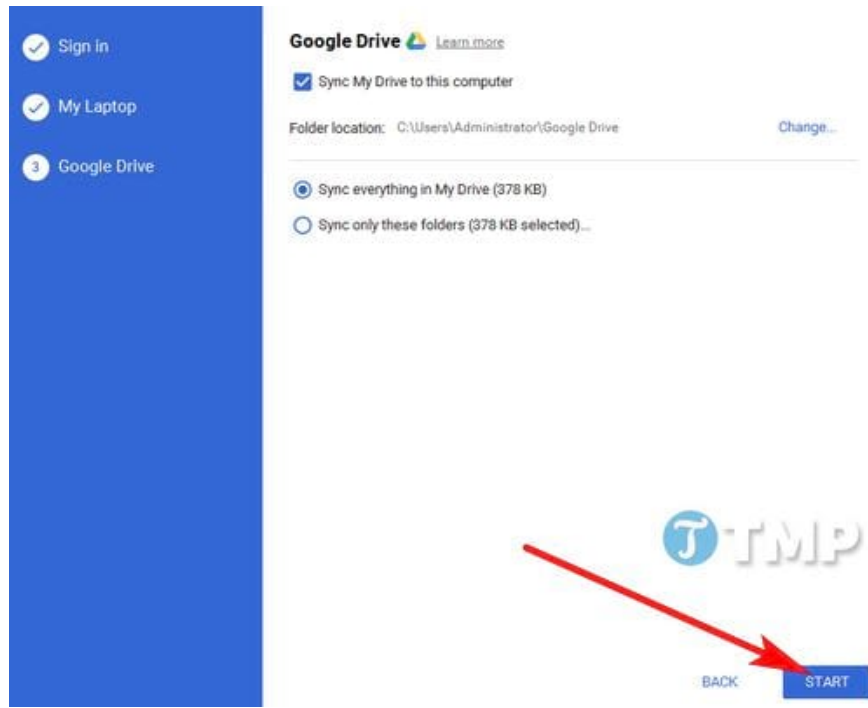 Sign in
My Laptop
3 Google Drive
Google Drive Learn more
Sync My Drive to this computer
Folder location: C:\Users\Administrator\Google Drive Change...
Sync everything in My Drive (378 KB)
Sync only these folders (378 KB selected)...
T TMP
BACK START